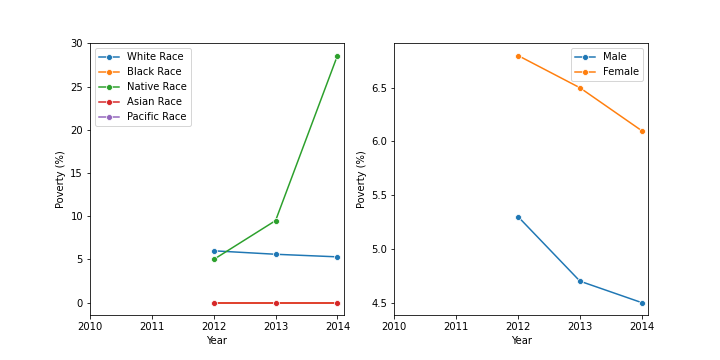 White Race
Black Race
Native Race
Asian Race
Pacific Race
30
25
20
15
10
5
0
Poverty (%)
2010 2011 2012 2013 2014
Year
Male
Female
6.5
6.0
5.5
5.0
4.5
Poverty (%)
2010 2011 2012 2013 2014
Year